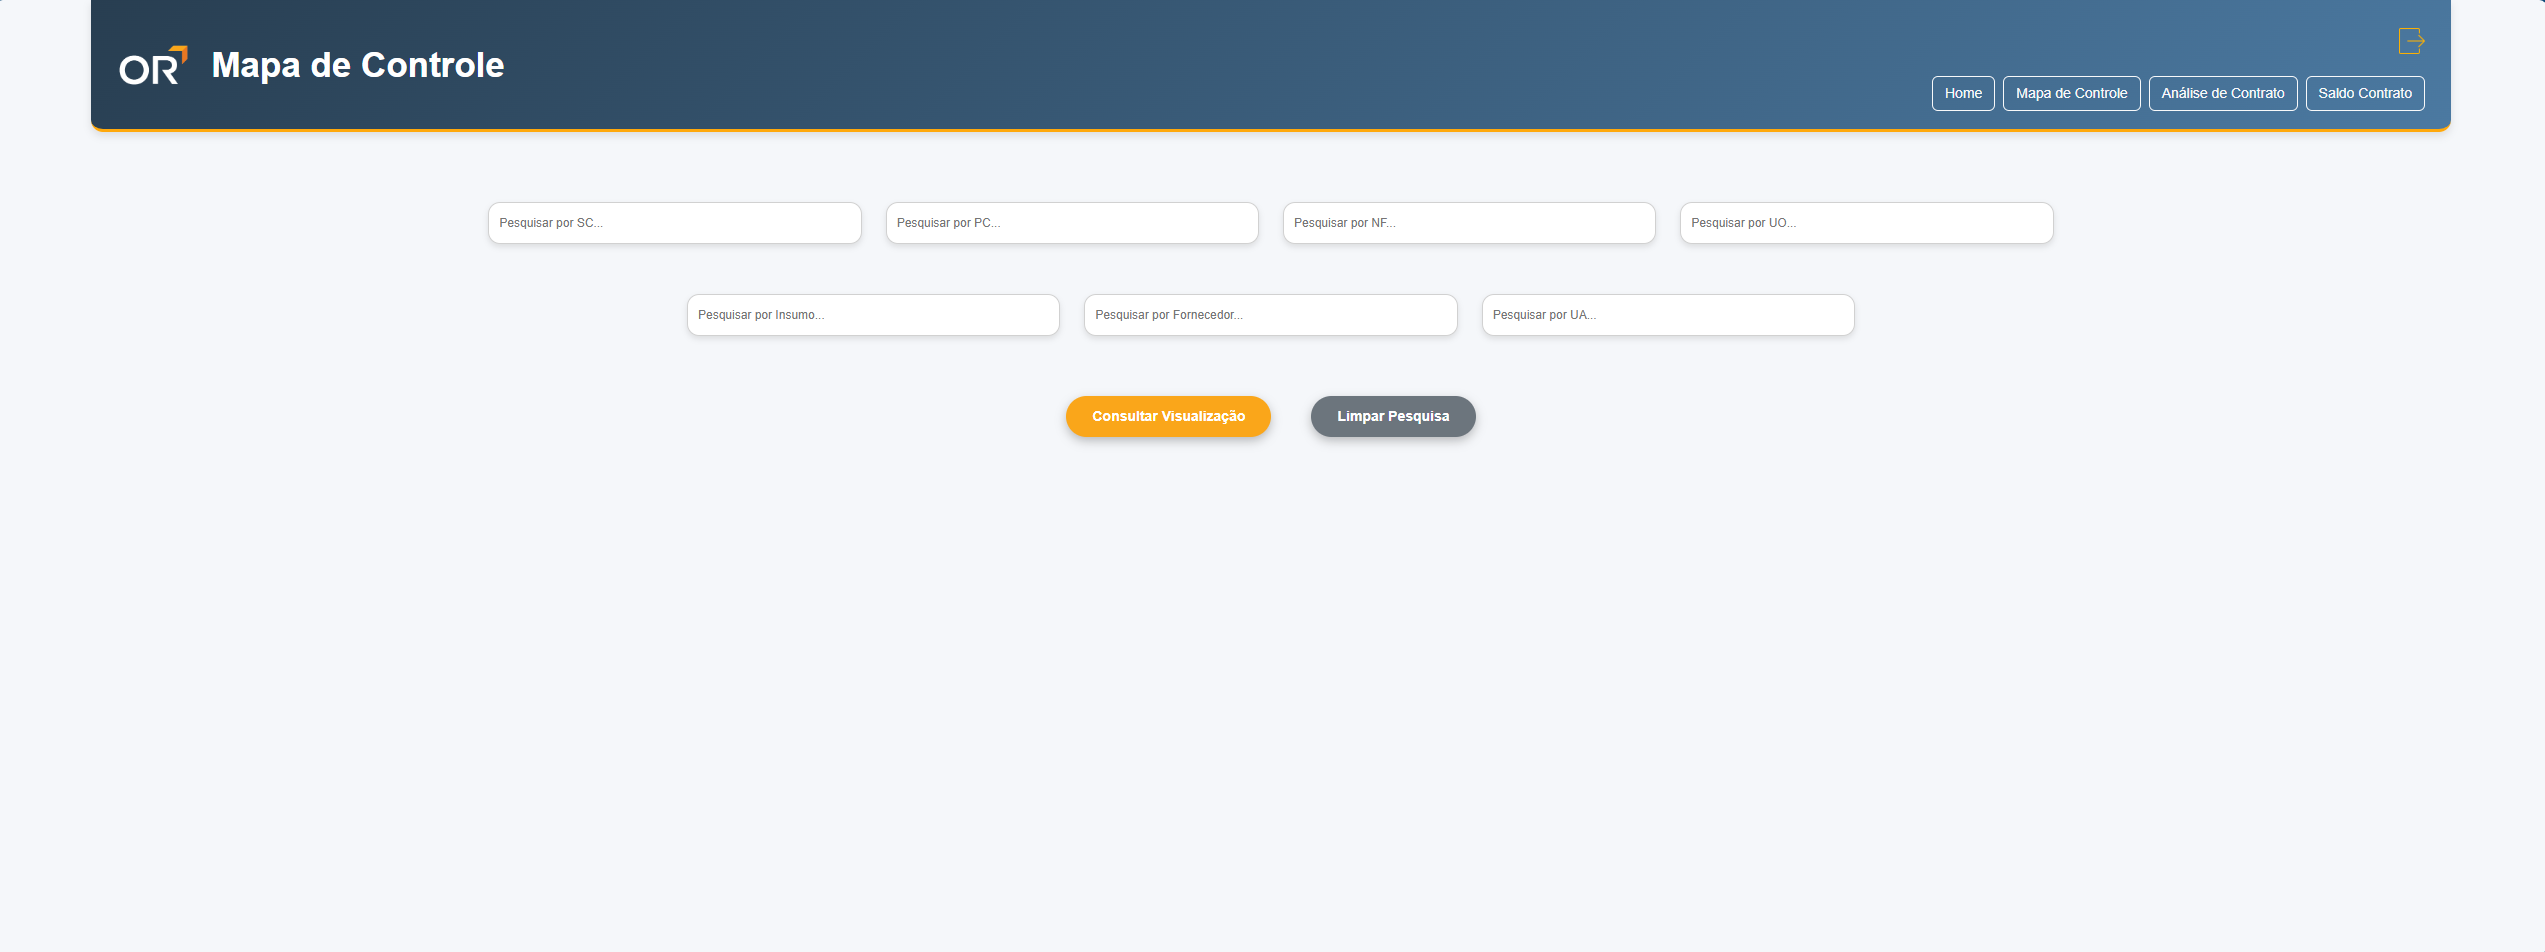 OR Mapa de Controle
Home Mapa de Controle Análise de Contrato Saldo Contrato
Pesquisar por SC... Pesquisar por PC... Pesquisar por NF... Pesquisar por UO...
Pesquisar por Insumo... Pesquisar por Fornecedor... Pesquisar por UA...
Consultar Visualização Limpar Pesquisa